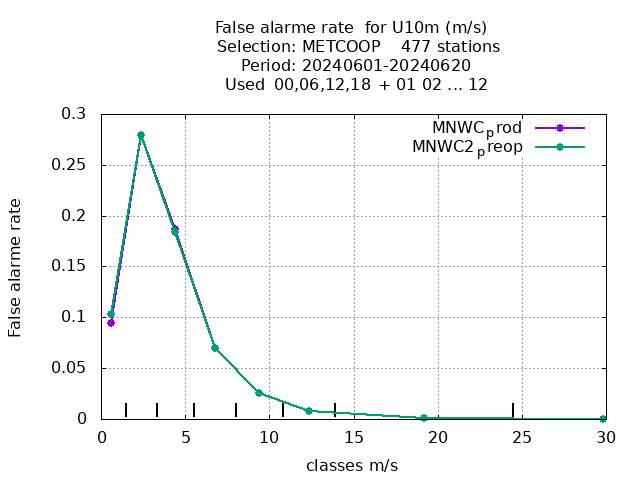 False alarme rate  for U10m (m/s)
Selection: METCOOP    477 stations
Period: 20240601-20240620
Used  00,06,12,18 + 01 02 ... 12
MNWCprod
MNWC2preop
False alarme rate
0.3
0.25
0.2
0.15
0.1
0.05
0
0 5 10 15 20 25 30
classes m/s